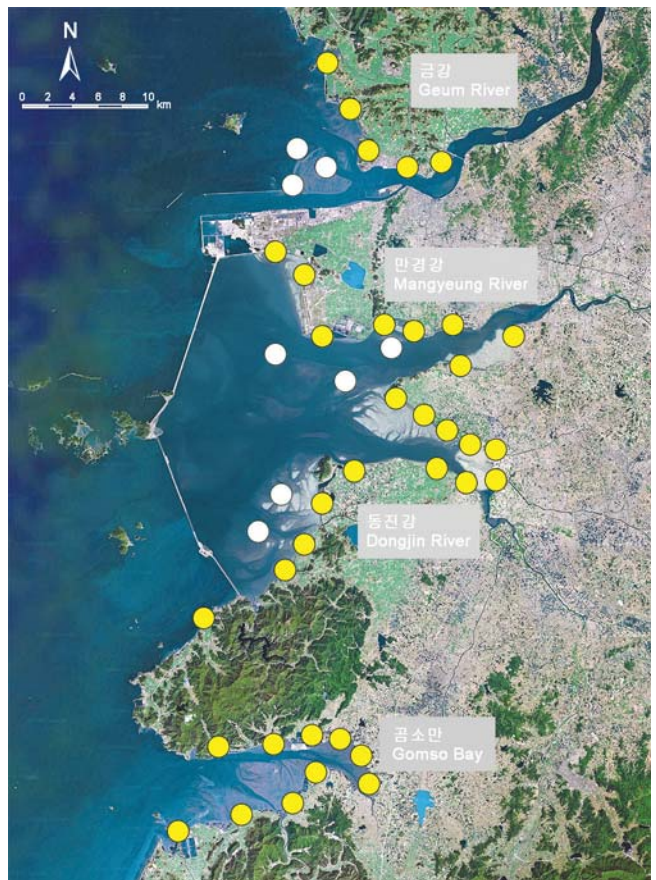 N
0 2 4 6 8 10
km
금강
Geum River
만경강
Mangyeung River
동진강
Dongjin River
곰소만
Gomso Bay